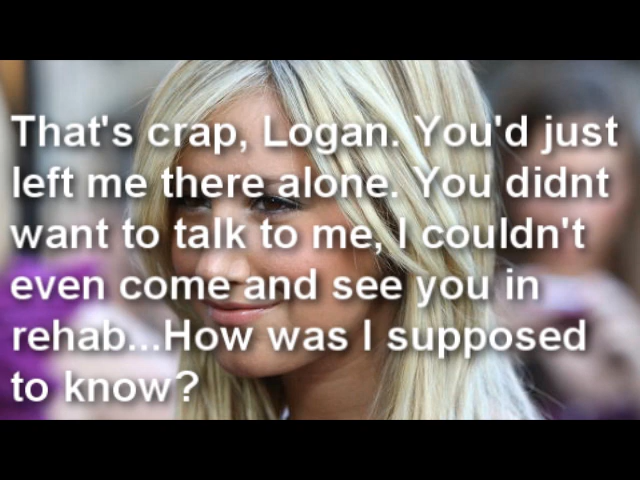 That's crap, Logan. You'd just
left me there alone. You didnt
want to talk to me, I couldn't
even come and see you in
rehab...How was I supposed
to know?